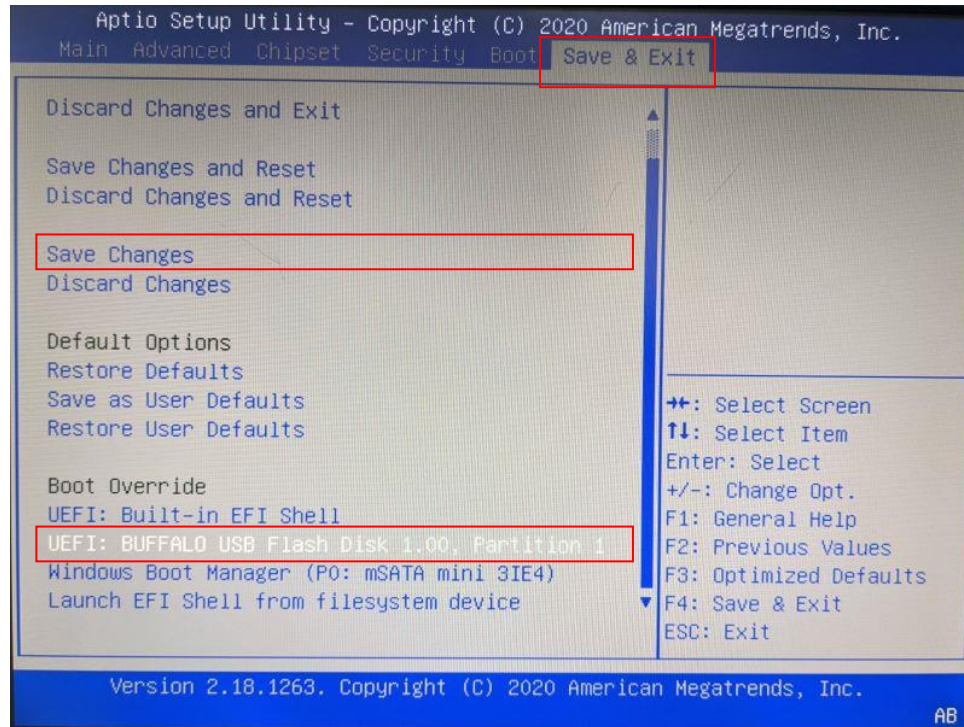 Aptio Setup Utility – Copyright (C) 2020 American Megatrends, Inc.
Main Advanced Chipset Security Boot Save & Exit
Discard Changes and Exit
Save Changes and Reset
Discard Changes and Reset
Save Changes
Discard Changes
Default Options
Restore Defaults
Save as User Defaults
Restore User Defaults
Boot Override
UEFI: Built-in EFI Shell
UEFI: BUFFALO USB Flash Disk 1.00, Partition 1
Windows Boot Manager (P0: mSATA mini 3IE4)
Launch EFI Shell from filesystem device
→←: Select Screen
↑↓: Select Item
Enter: Select
+/-: Change Opt.
F1: General Help
F2: Previous Values
F3: Optimized Defaults
F4: Save & Exit
ESC: Exit
Version 2.18.1263. Copyright (C) 2020 American Megatrends, Inc.
AB